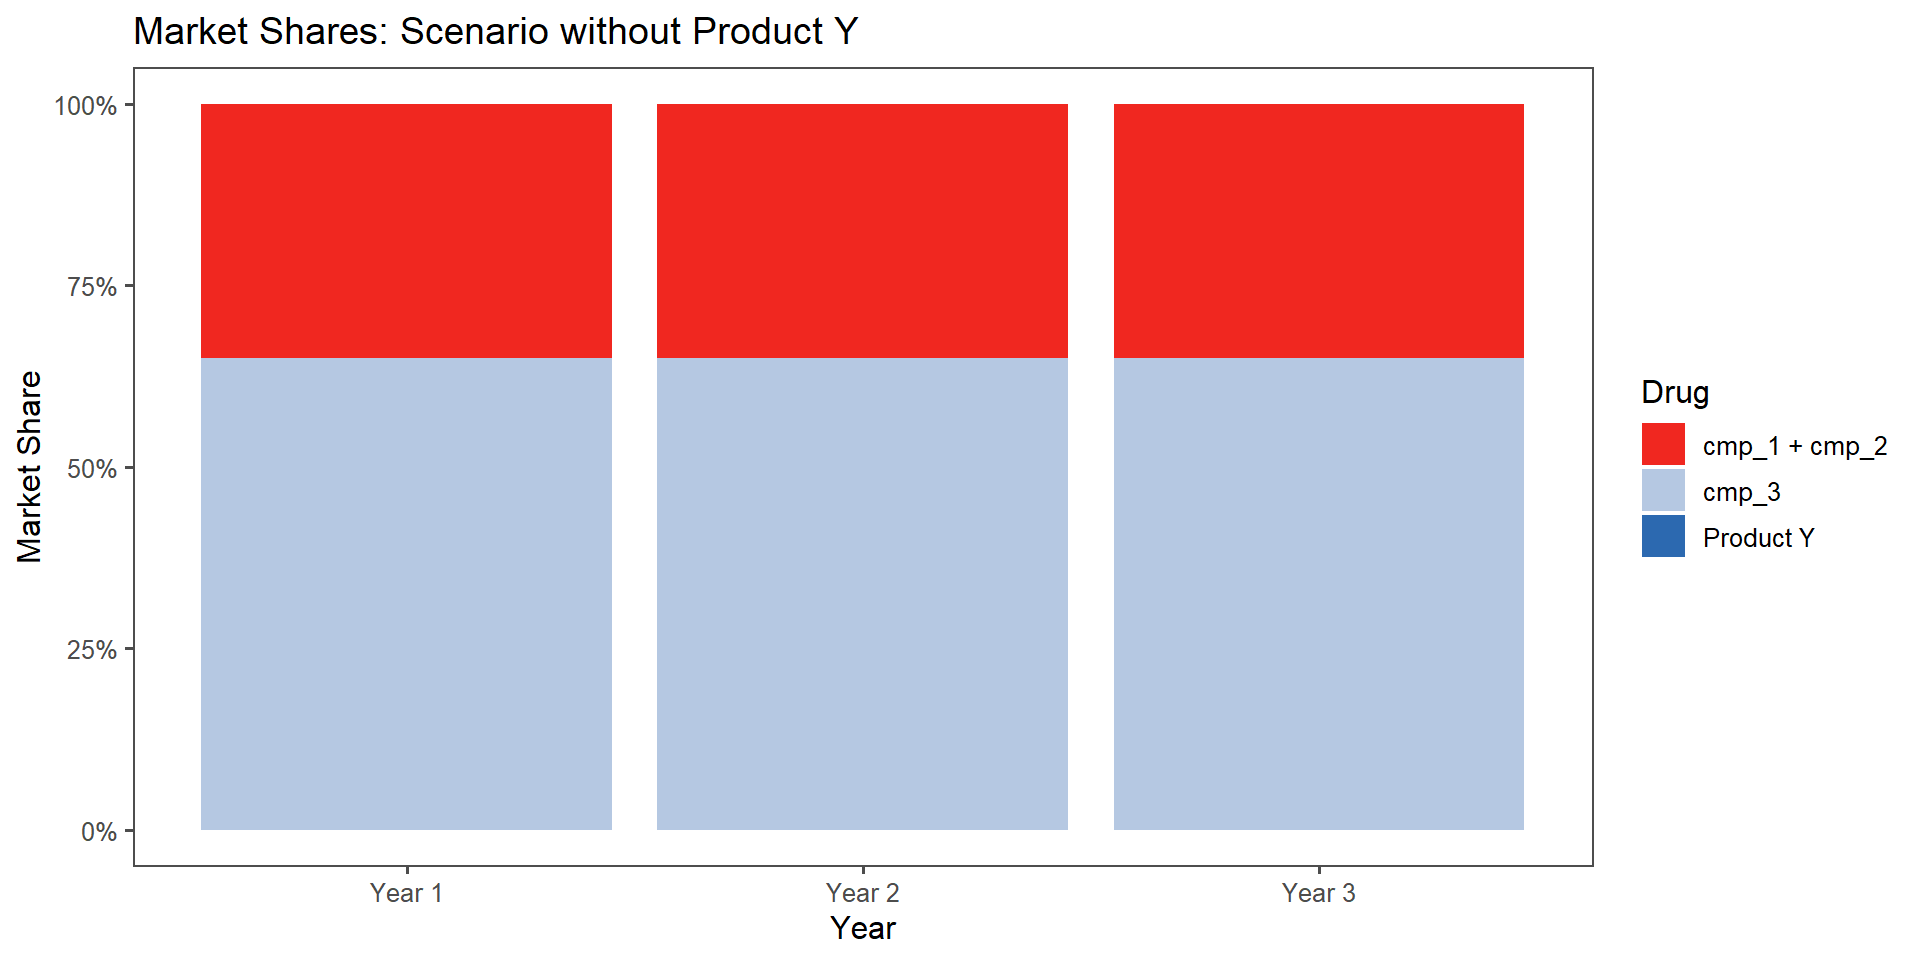 Market Shares: Scenario without Product Y
100%
75%
50%
25%
0%
Market Share
Year 1
Year 2
Year 3
Year
Drug
cmp_1 + cmp_2
cmp_3
Product Y